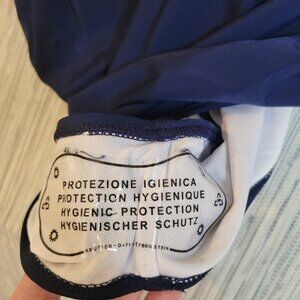 PROTEZIONE IGIENICA
PROTECTION HYGIENIQUE
HYGIENIC PROTECTION
HYGIENISCHER SCHUTZ